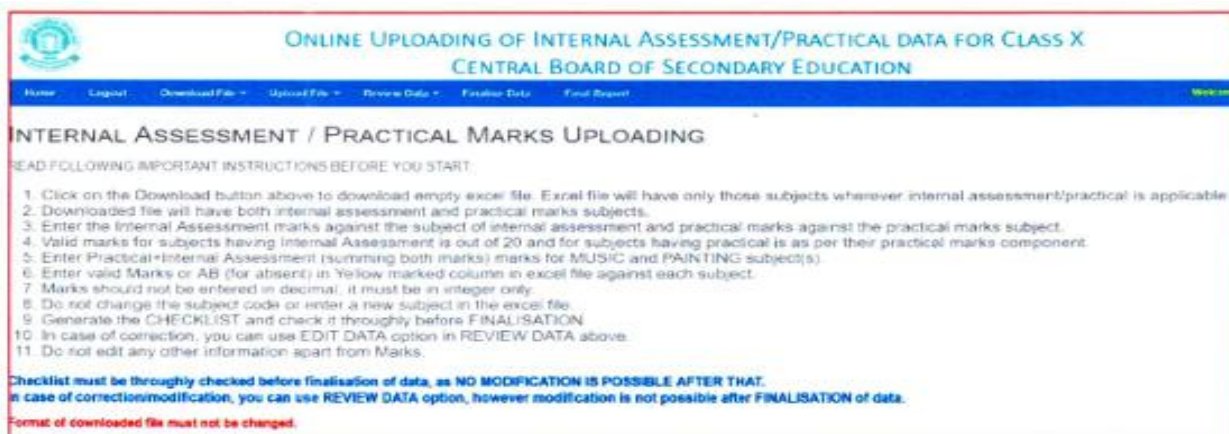 ONLINE UPLOADING OF INTERNAL ASSESSMENT/PRACTICAL DATA FOR CLASS X
CENTRAL BOARD OF SECONDARY EDUCATION
Home Logout Download File Upload File Review Data Finalise Data Final Report Welcom
INTERNAL ASSESSMENT / PRACTICAL MARKS UPLOADING
READ FOLLOWING IMPORTANT INSTRUCTIONS BEFORE YOU START:
1. Click on the Download button above to download empty excel file. Excel file will have only those subjects wherever internal assessment/practical is applicable
2. Downloaded file will have both internal assessment and practical marks subjects.
3. Enter the Internal Assessment marks against the subject of internal assessment and practical marks against the practical marks subject.
4. Valid marks for subjects having Internal Assessment is out of 20 and for subjects having practical is as per their practical marks component.
5. Enter Practical+Internal Assessment (summing both marks) marks for MUSIC and PAINTING subject(s)
6. Enter valid Marks or AB (for absent) in Yellow marked column in excel file against each subject.
7. Marks should not be entered in decimal, it must be in integer only.
8. Do not change the subject code or enter a new subject in the excel file.
9. Generate the CHECKLIST and check it throughly before FINALISATION
10. In case of correction, you can use EDIT DATA option in REVIEW DATA above.
11. Do not edit any other information apart from Marks.
Checklist must be throughly checked before finalisation of data, as NO MODIFICATION IS POSSIBLE AFTER THAT.
In case of correction/modification, you can use REVIEW DATA option, however modification is not possible after FINALISATION of data.
Format of downloaded file must not be changed.